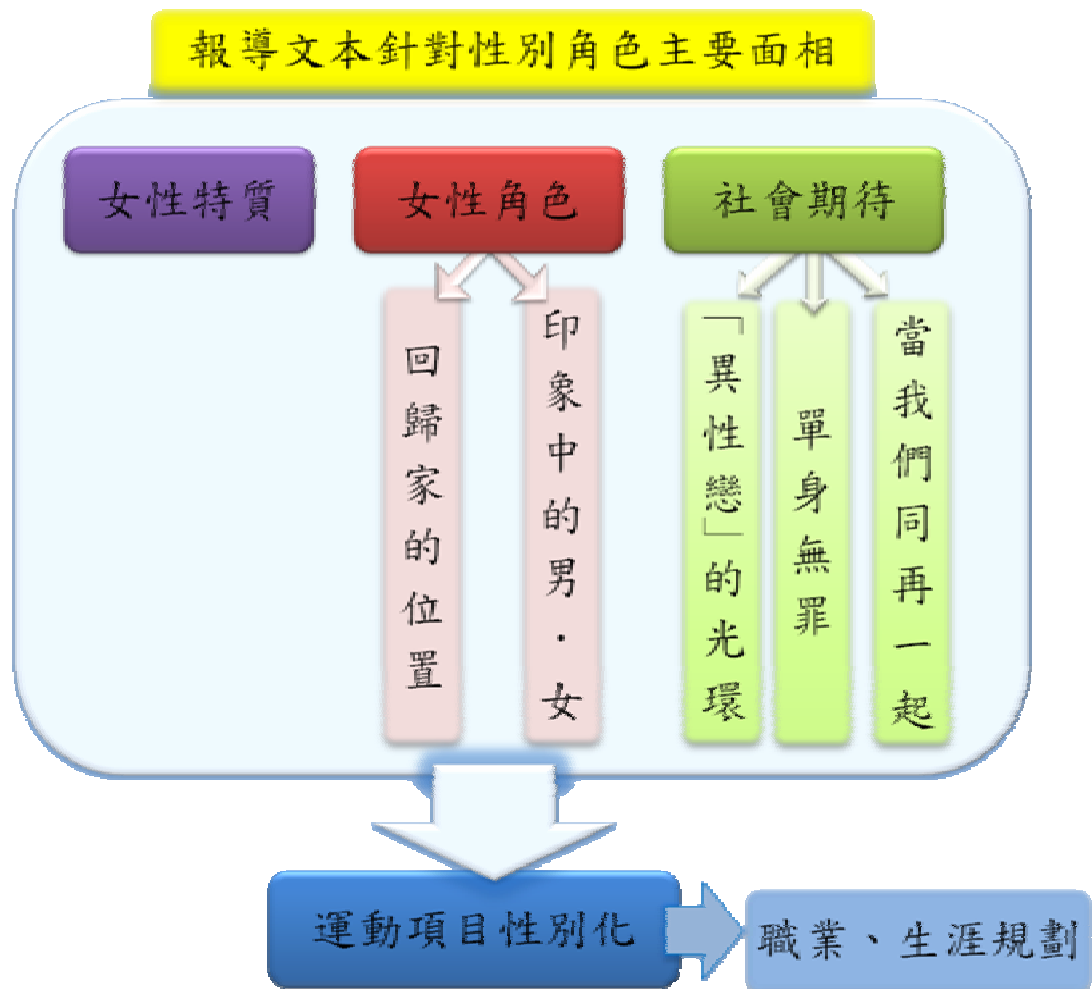 報導文本針對性別角色主要面相
女性特質
女性角色
社會期待
回歸家的位置
印象中的男．女
「異性戀」的光環
單身無罪
當我們同再一起
運動項目性別化
職業、生涯規劃